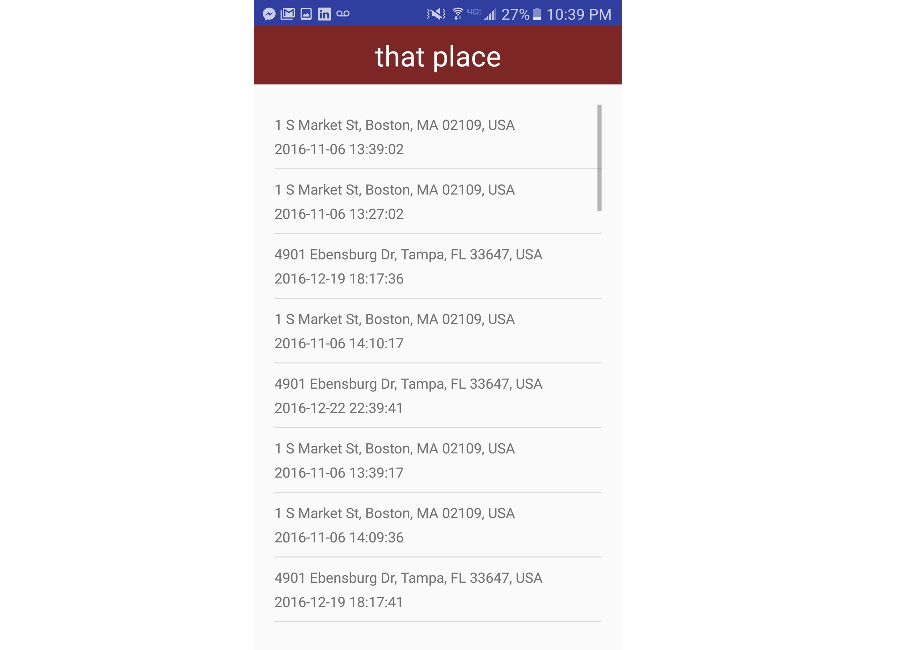 27% 10:39 PM
that place
1 S Market St, Boston, MA 02109, USA
2016-11-06 13:39:02
1 S Market St, Boston, MA 02109, USA
2016-11-06 13:27:02
4901 Ebensburg Dr, Tampa, FL 33647, USA
2016-12-19 18:17:36
1 S Market St, Boston, MA 02109, USA
2016-11-06 14:10:17
4901 Ebensburg Dr, Tampa, FL 33647, USA
2016-12-22 22:39:41
1 S Market St, Boston, MA 02109, USA
2016-11-06 13:39:17
1 S Market St, Boston, MA 02109, USA
2016-11-06 14:09:36
4901 Ebensburg Dr, Tampa, FL 33647, USA
2016-12-19 18:17:41